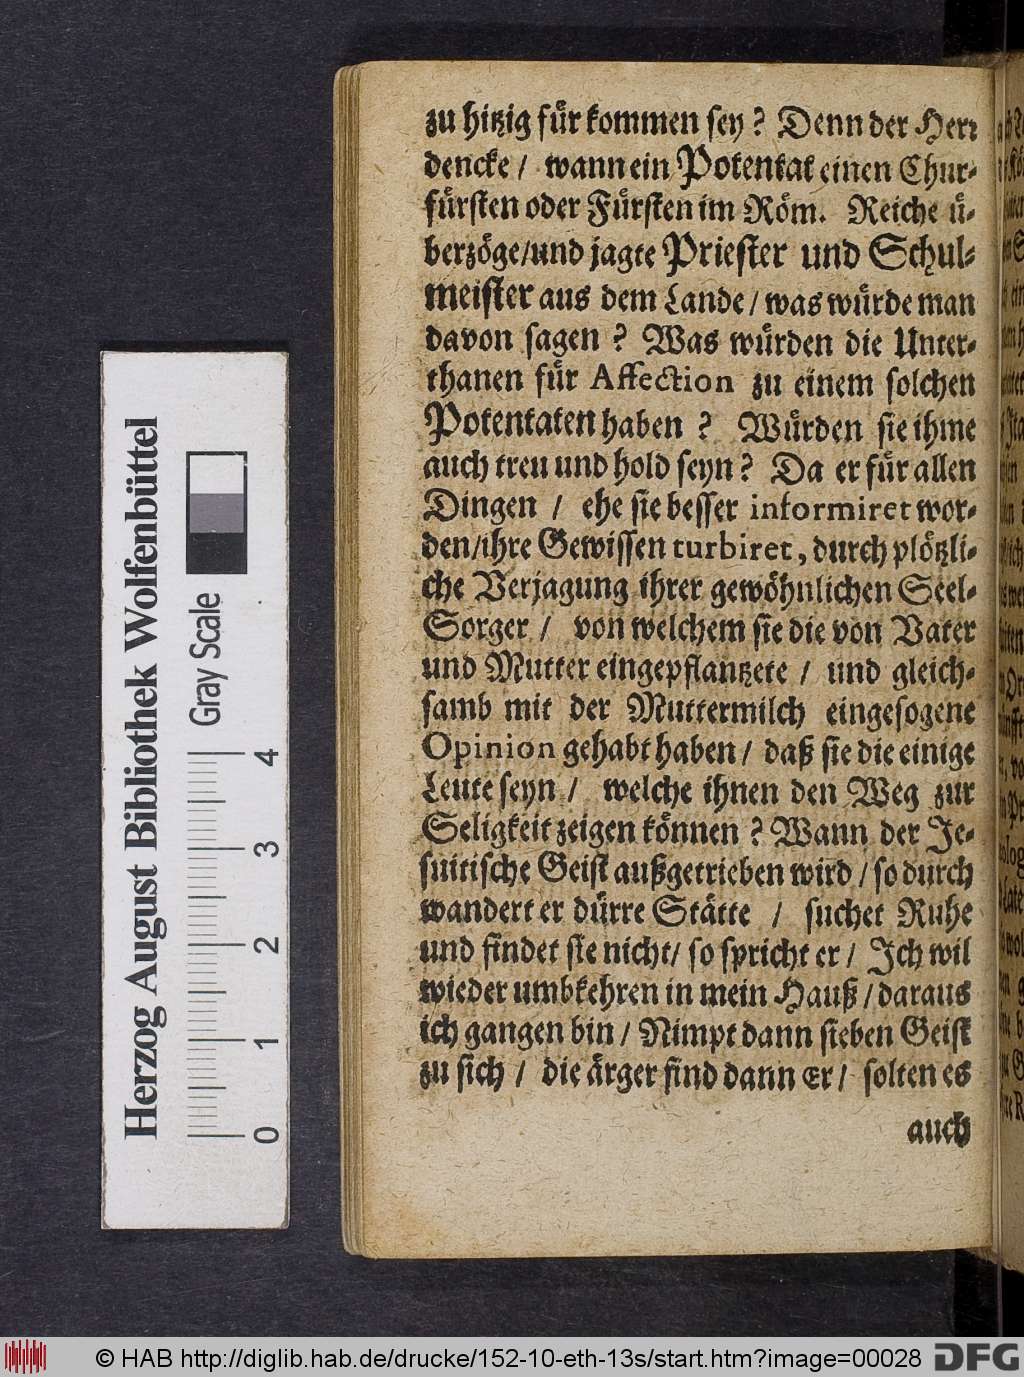 zu hitzig für kommen sey? Denn der Herr
dencke / wann ein Potentat einen Chur-
fürsten oder Fürsten im Röm. Reiche ü-
berzöge/und jagte Priester und Schul-
meister aus dem Lande / was würde man
davon sagen? Was würden die Unter-
thanen für Affection zu einem solchen
Potentaten haben? Würden sie ihme
auch treu und hold seyn? Da er für allen
Dingen / ehe sie besser informiret wor-
den/ihre Gewissen turbiret, durch plötzli-
che Verjagung ihrer gewöhnlichen Seel-
Sorger / von welchem sie die von Vater
und Mutter eingepflantzete / und gleich-
samb mit der Muttermilch eingesogene
Opinion gehabt haben / daß sie die einige
Leute seyn / welche ihnen den Weg zur
Seligkeit zeigen können? Wann der Je-
suitische Geist außgetrieben wird / so durch
wandert er dürre Stätte / suchet Ruhe
und findet sie nicht/ so spricht er / Ich wil
wieder umbkehren in mein Hauß / daraus
ich gangen bin / Nimpt dann sieben Geist
zu sich / die ärger find dann Er / solten es
auch
Herzog August Bibliothek Wolfenbüttel
Gray Scale
0 1 2 3 4
© HAB http://diglib.hab.de/drucke/152-10-eth-13s/start.htm?image=00028
DFG